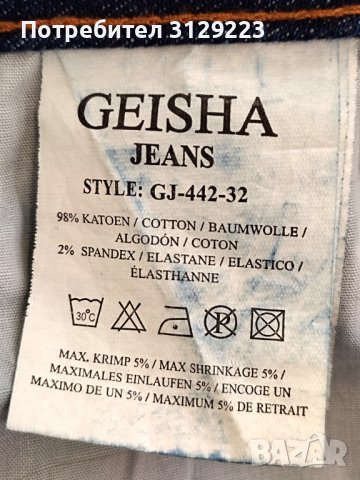 Потребител 3129239
GEISHA
JEANS
STYLE: GJ-442-32
98% KATOEN / COTTON / BAUMWOLLE /
ALGODÓN / COTON
2% SPANDEX / ELASTANE / ELASTICO /
ÉLASTHANNE
30°C
P
MAX. KRIMP 5% / MAX SHRINKAGE 5% /
MAXIMALES EINLAUFEN 5% / ENCOGE UN
MAXIMO DE UN 5% / MAXIMUM 5% DE RETRAIT
BAZAR